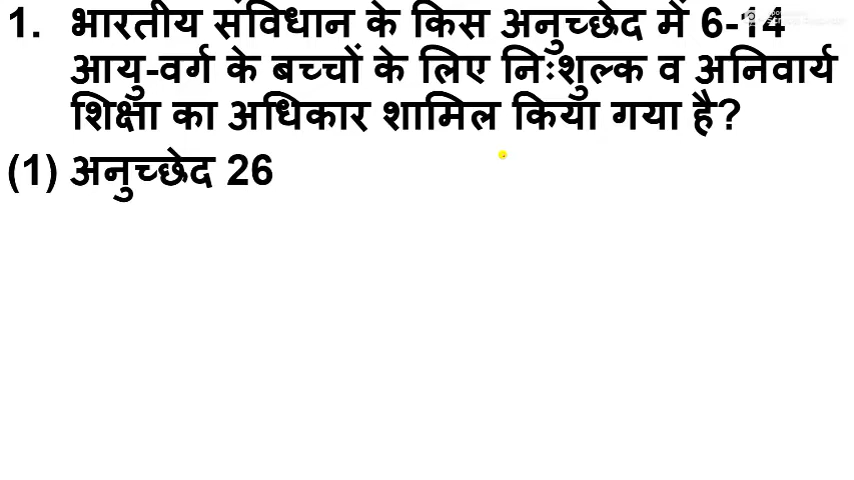 1. भारतीय संविधान के किस अनुच्छेद में 6-14
आयु-वर्ग के बच्चों के लिए निःशुल्क व अनिवार्य
शिक्षा का अधिकार शामिल किया गया है?
(1) अनुच्छेद 26